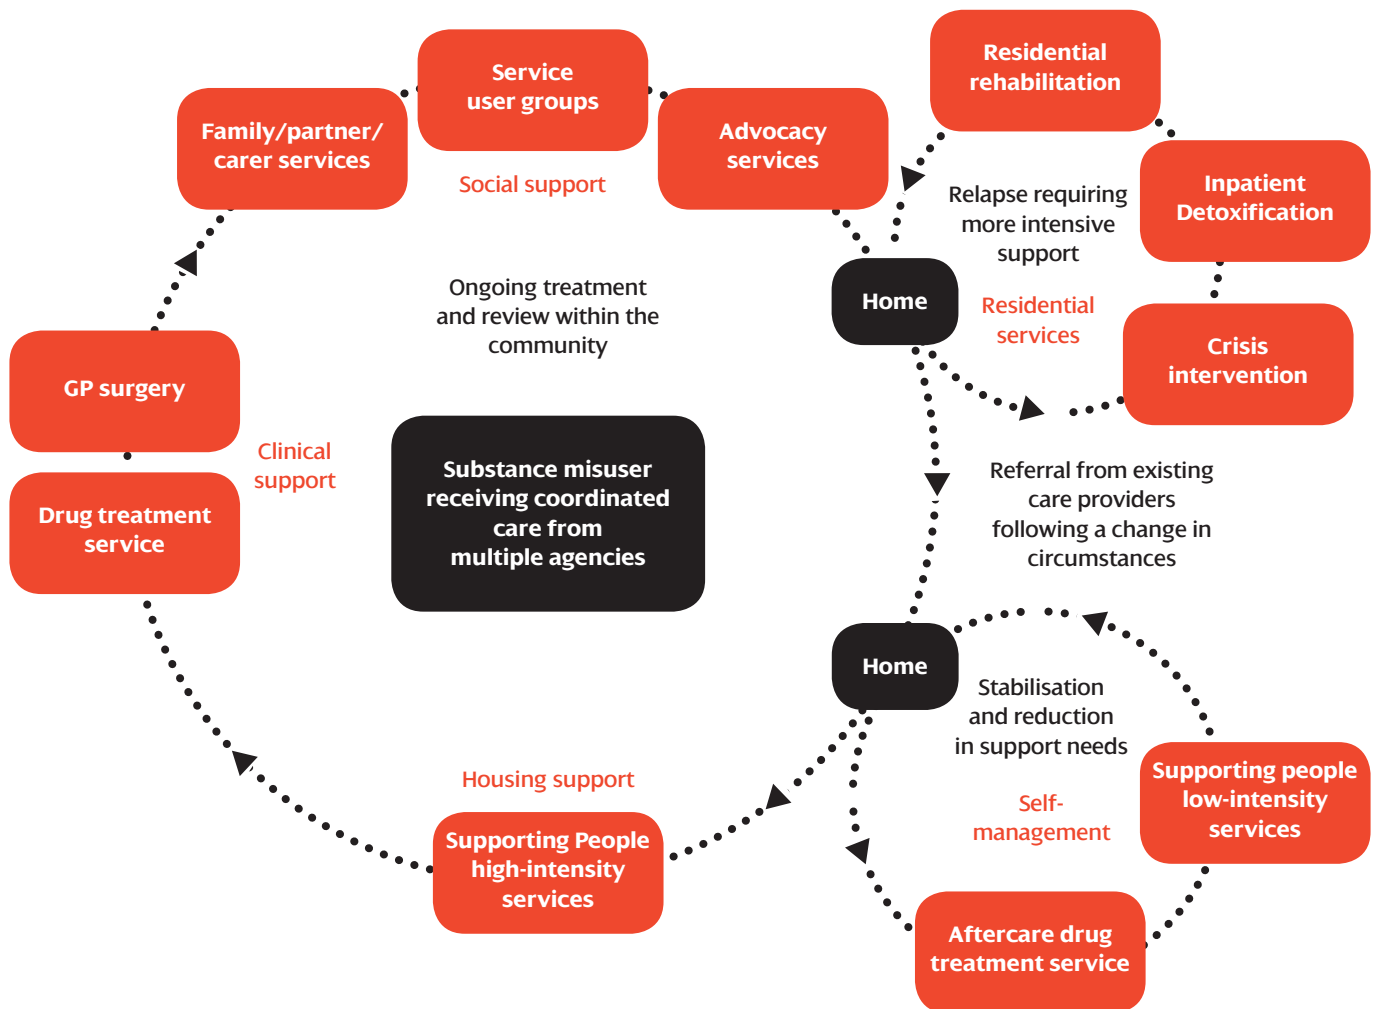 Residential
rehabilitation
Service
user groups
Family/partner/
carer services
Advocacy
services
Social support
Inpatient
Detoxification
Relapse requiring
more intensive
support
Home
Residential
services
Ongoing treatment
and review within the
community
Crisis
intervention
GP surgery
Clinical
support
Drug treatment
service
Substance misuser
receiving coordinated
care from
multiple agencies
Referral from existing
care providers
following a change in
circumstances
Home
Stabilisation
and reduction
in support needs
Self-
management
Supporting people
low-intensity
services
Housing support
Supporting People
high-intensity
services
Aftercare drug
treatment service